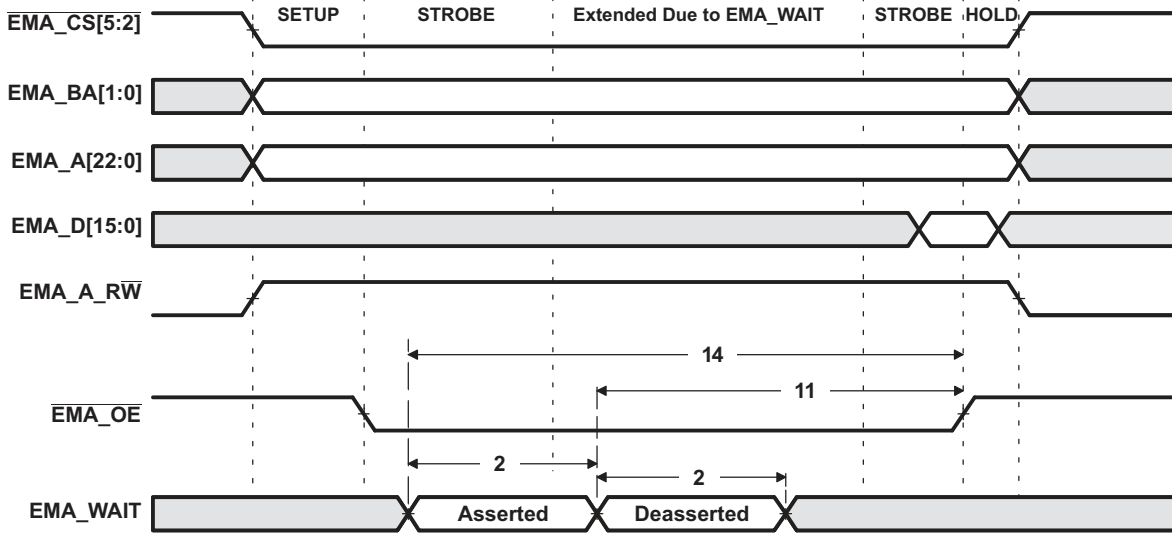 SETUP STROBE Extended Due to EMA_WAIT STROBE HOLD
EMA_CS[5:2]
EMA_BA[1:0]
EMA_A[22:0]
EMA_D[15:0]
EMA_A_RW
14
11
EMA_OE
2
2
EMA_WAIT Asserted Deasserted